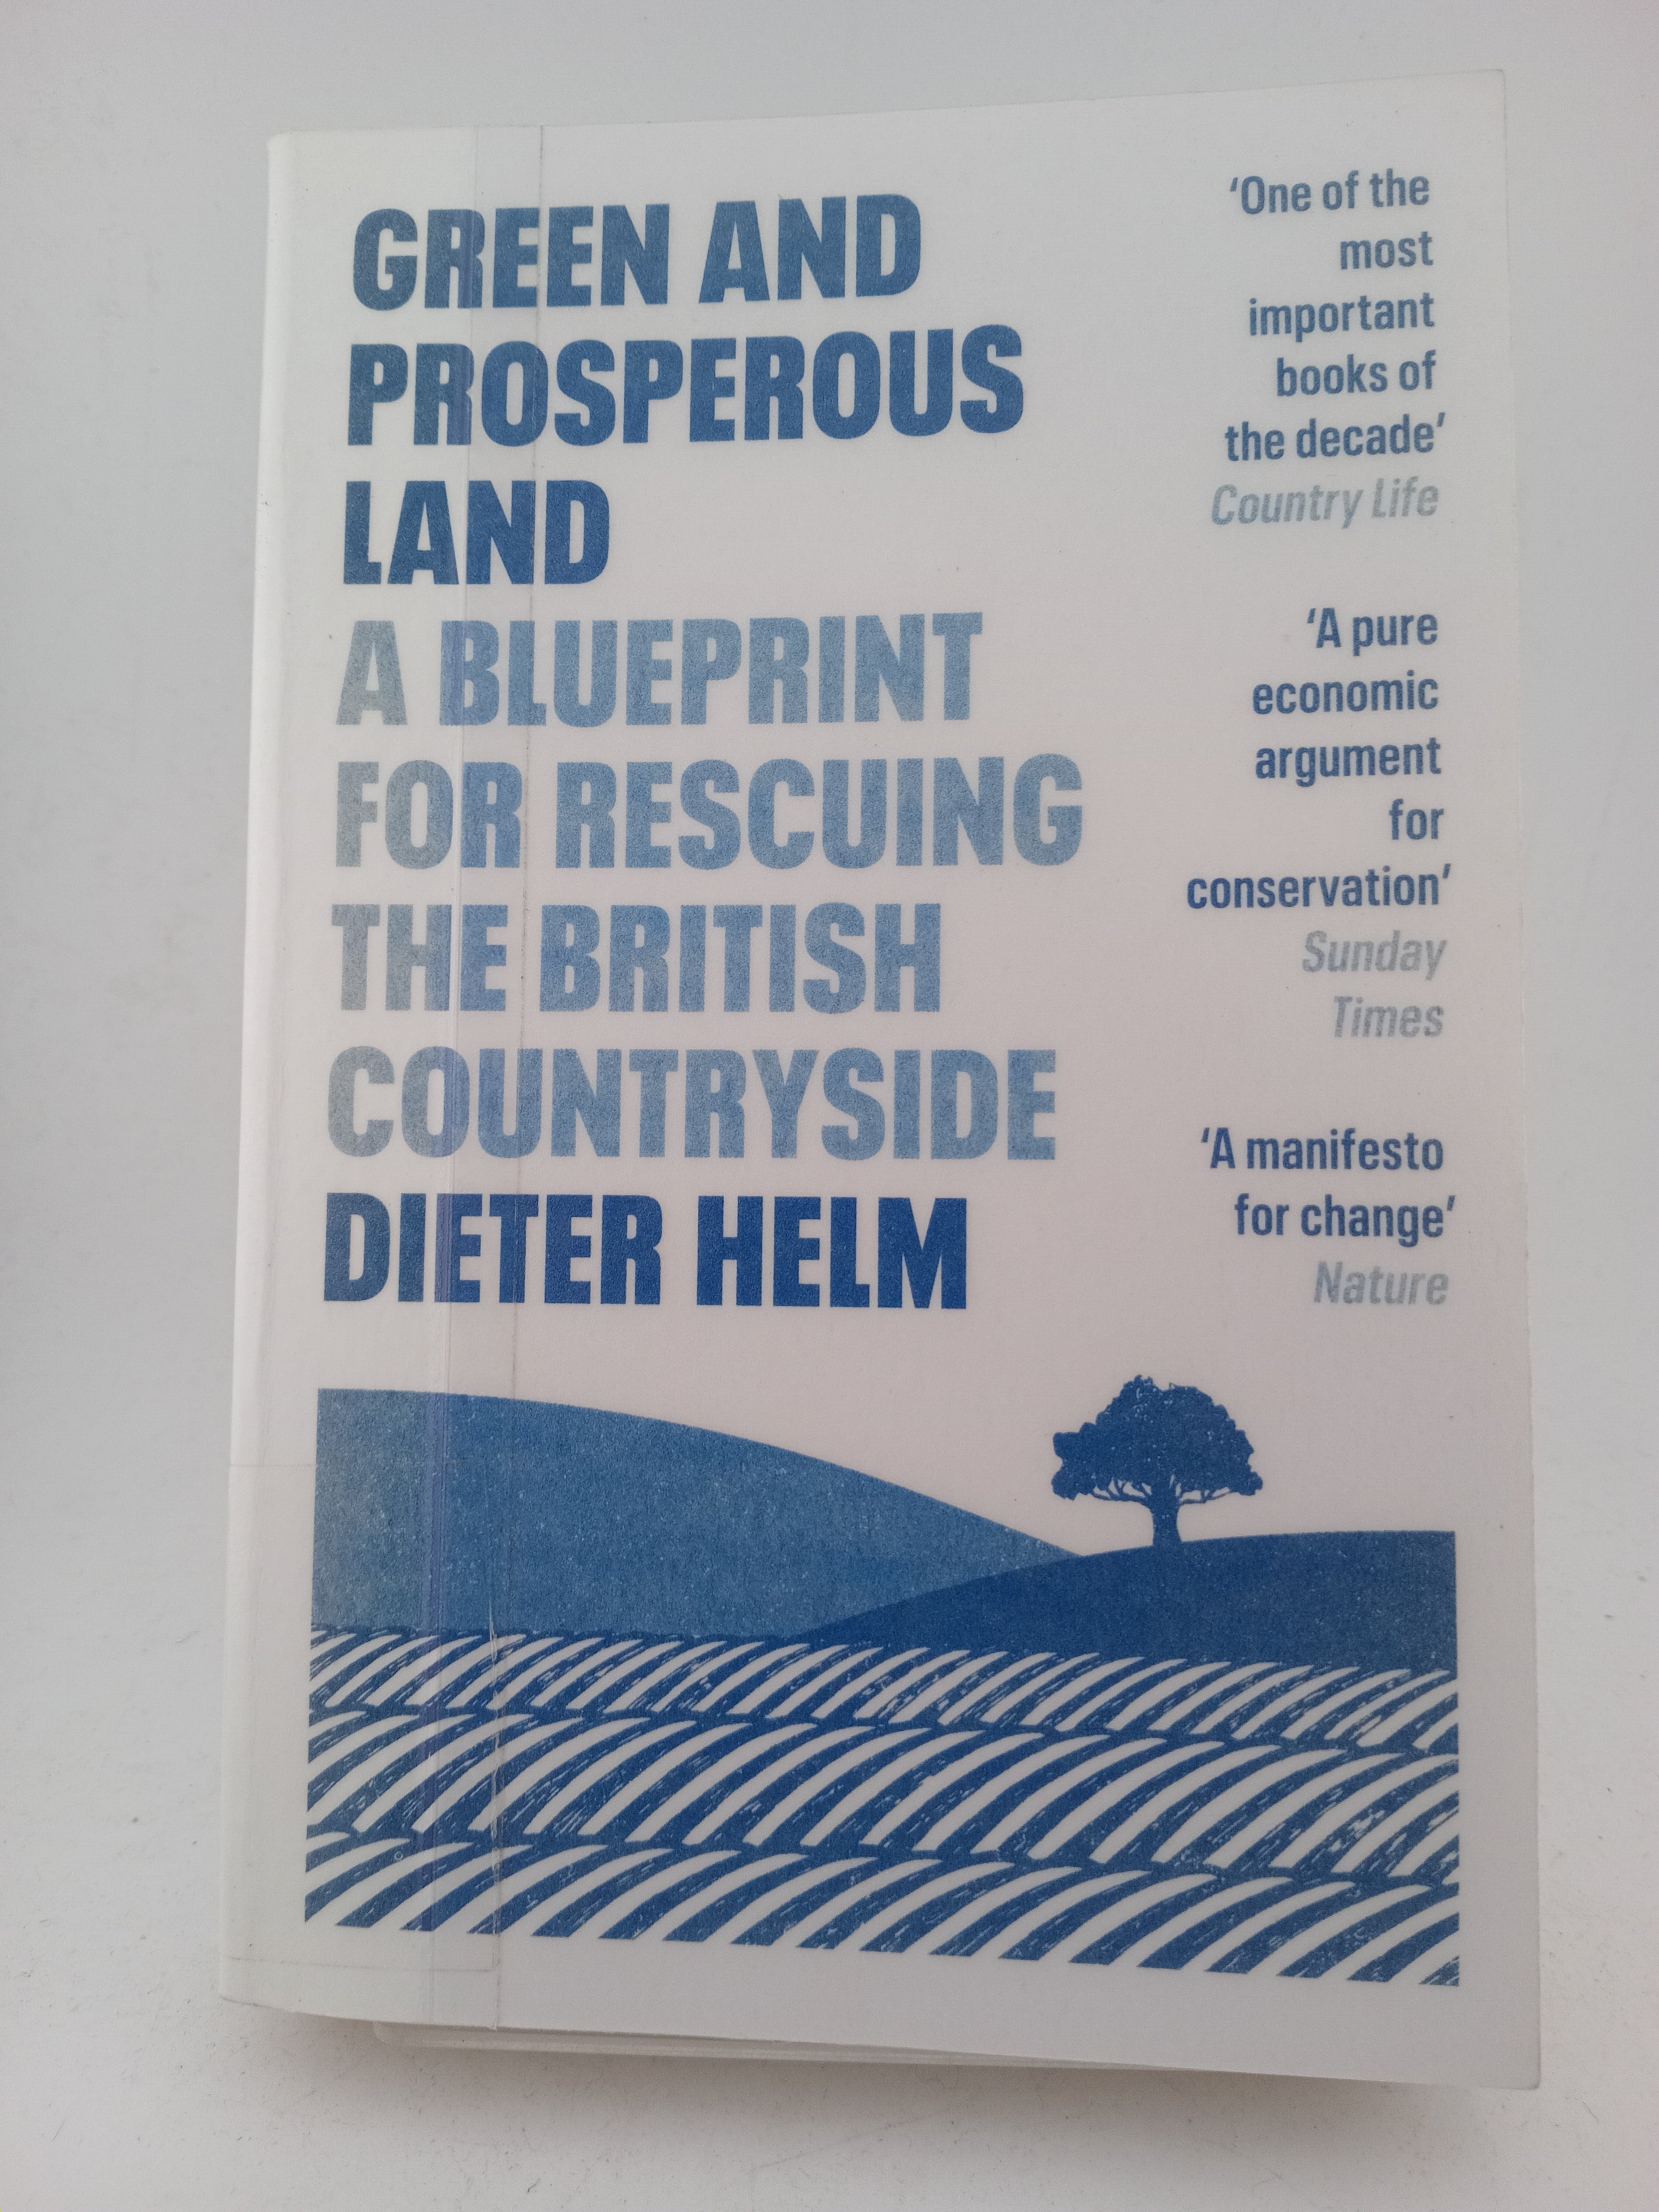 GREEN AND
PROSPEROUS
LAND
A BLUEPRINT
FOR RESCUING
THE BRITISH
COUNTRYSIDE
DIETER HELM
‘One of the
most
important
books of
the decade’
Country Life
‘A pure
economic
argument
for
conservation’
Sunday
Times
‘A manifesto
for change’
Nature